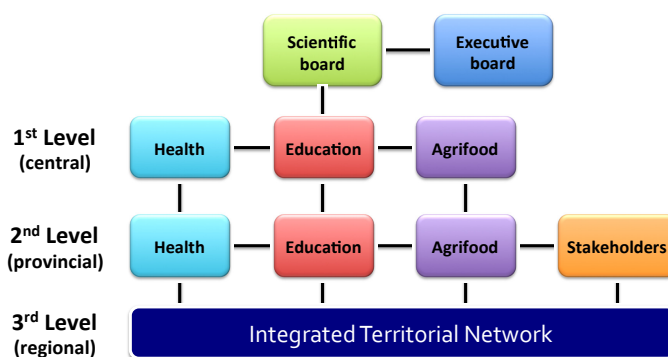 Scientific
board
Executive
board
1st Level
(central)
Health
Education
Agrifood
2nd Level
(provincial)
Health
Education
Agrifood
Stakeholders
3rd Level
(regional)
Integrated Territorial Network